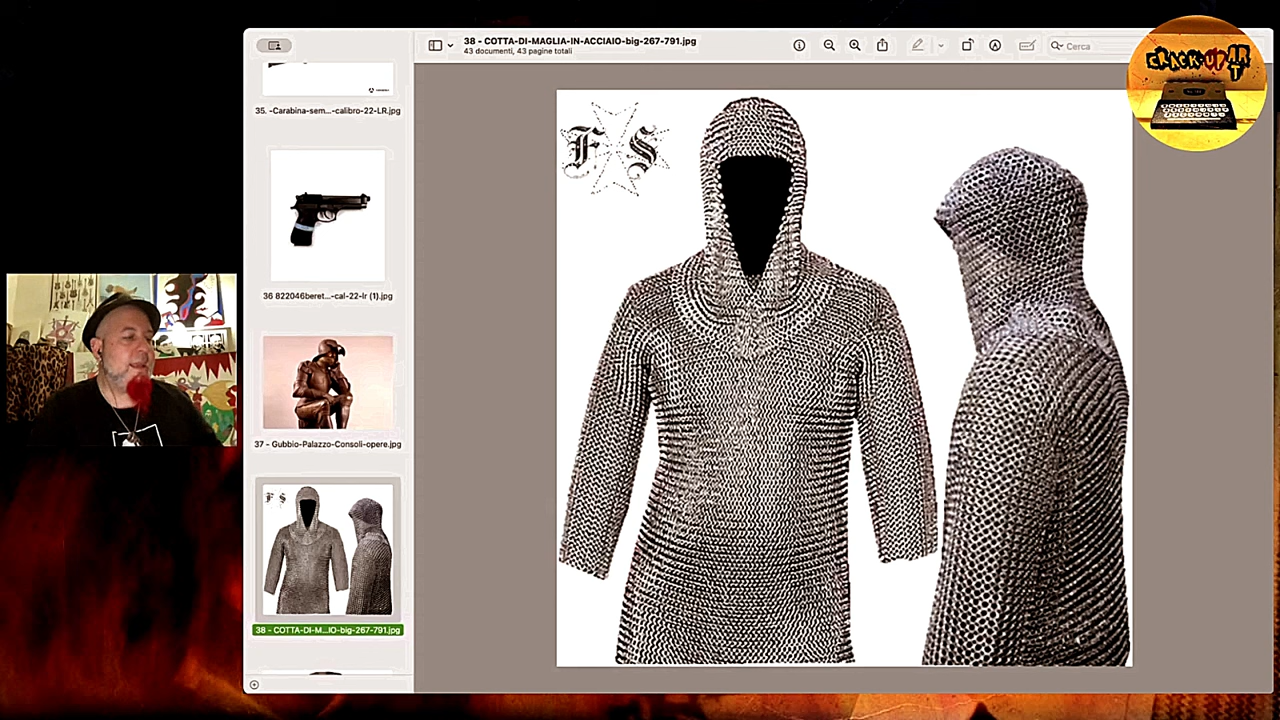 38 - COTTA-DI-MAGLIA-IN-ACCIAIO-big-267-791.jpg
43 documenti, 43 pagine totali
Cerca
CRACK-UP ART
35. -Carabina-sem...-calibro-22-LR.jpg
36 822046beret...-cal-22-lr (1).jpg
37 - Gubbio-Palazzo-Consoli-opere.jpg
38 - COTTA-DI-M...IO-big-267-791.jpg
F S
F S